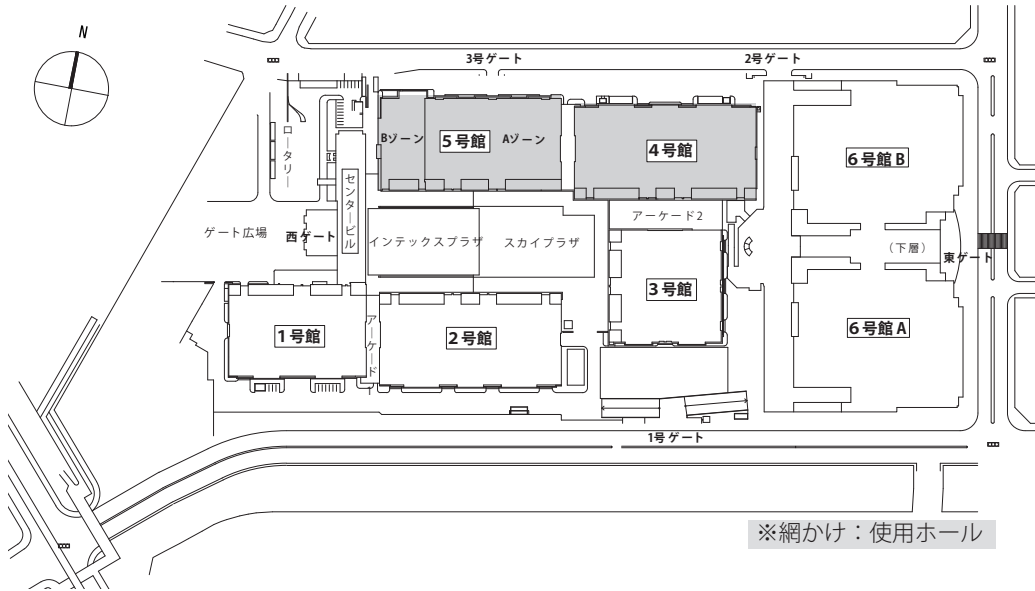 N
3号ゲート
2号ゲート
Bゾーン
5号館
Aゾーン
4号館
6号館 B
ロータリー
センタービル
ゲート広場
西ゲート
インテックスプラザ
スカイプラザ
アーケード2
（下層）
東ゲート
3号館
1号館
アーケード1
2号館
6号館 A
1号ゲート
※網かけ：使用ホール